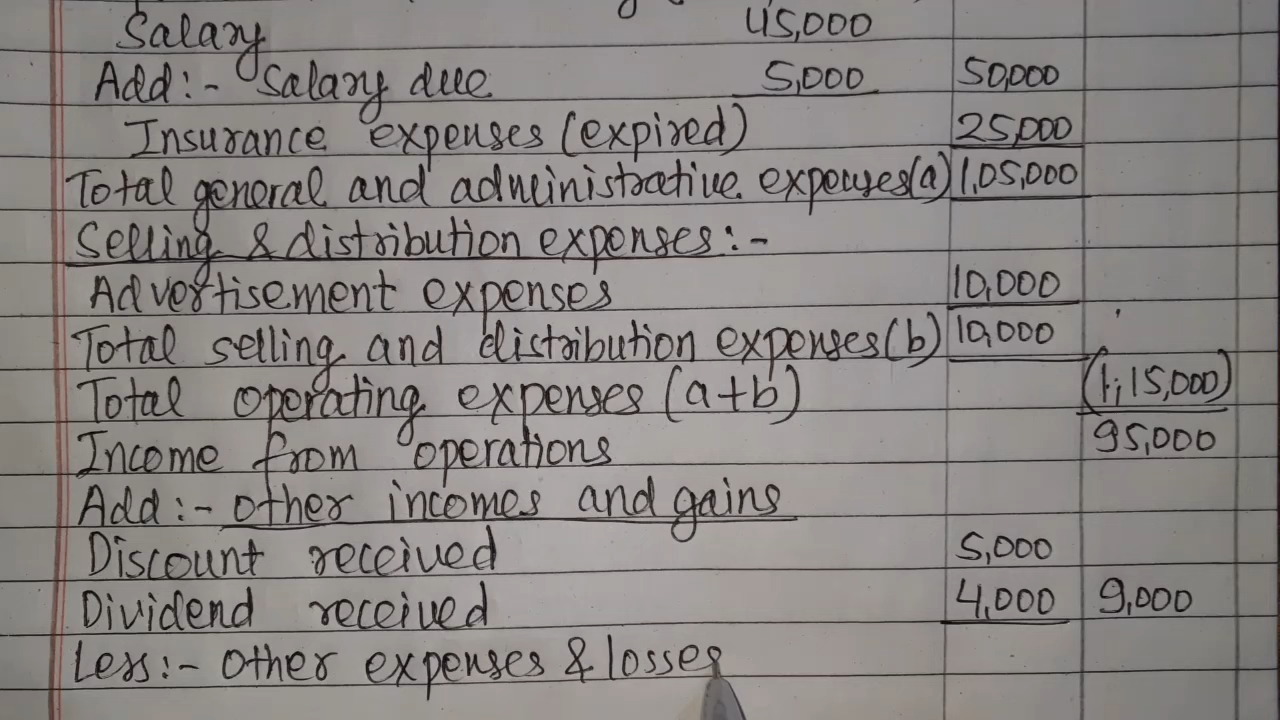 Salary 45,000
Add:- Salary due 5,000 50,000
Insurance expenses (expired) 25,000
Total general and administrative expenses (a) 1,05,000
Selling & distribution expenses:-
Advertisement expenses 10,000
Total selling and distribution expenses (b) 10,000
Total operating expenses (a+b) (1,15,000)
Income from operations 95,000
Add:- Other incomes and gains
Discount received 5,000
Dividend received 4,000 9,000
Less:- Other expenses & losses